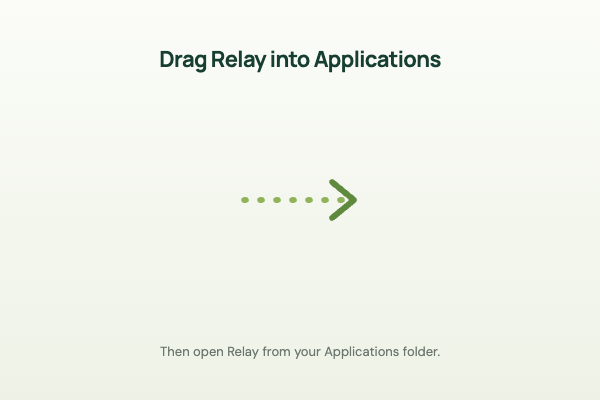 Drag Relay into Applications
Then open Relay from your Applications folder.